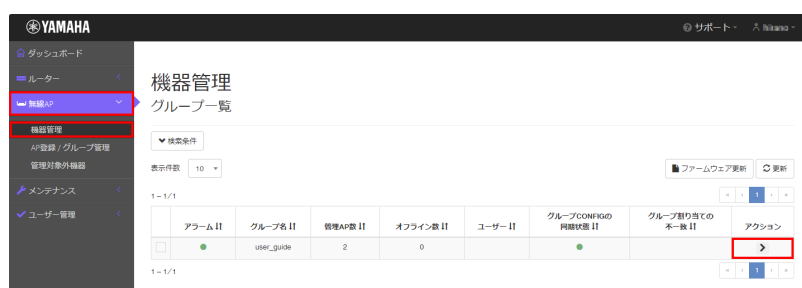 YAMAHA
サポート
ダッシュボード
ルーター
無線AP
機器管理
AP登録 / グループ管理
管理対象外機器
メンテナンス
ユーザー管理
機器管理
グループ一覧
検索条件
表示件数 10
ファームウェア更新 更新
1 – 1 / 1
« ‹ 1 › »
アラーム グループ名 管理AP数 オフライン数 ユーザー グループCONFIGの同期状態 グループ割り当ての不一致 アクション
user_guide 2 0
1 – 1 / 1
« ‹ 1 › »